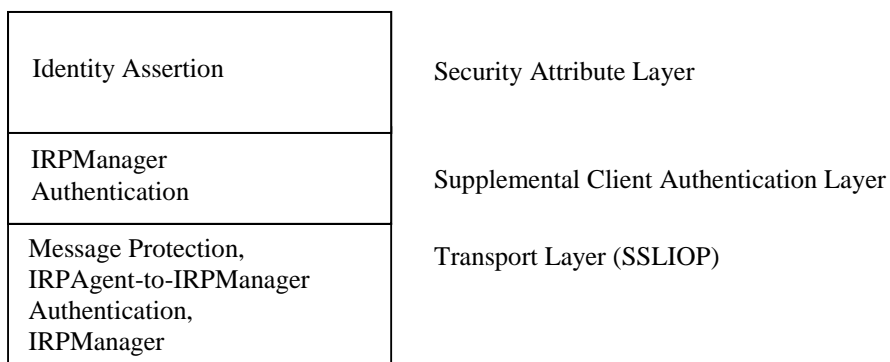 Identity Assertion
Security Attribute Layer
IRPManager
Authentication
Supplemental Client Authentication Layer
Message Protection,
IRPAgent-to-IRPManager
Authentication,
IRPManager
Transport Layer (SSLIOP)